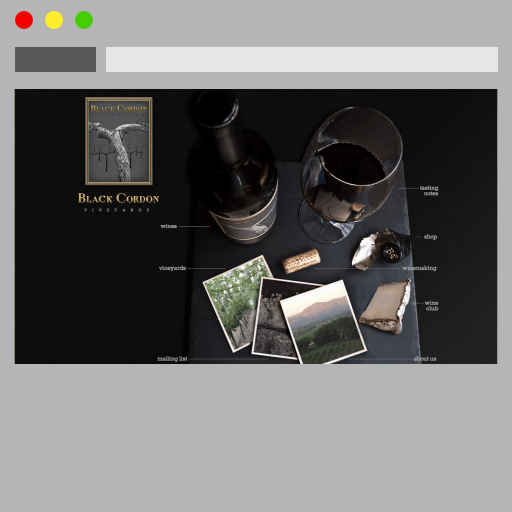 Black Cordon
Black Cordon
VINEYARDS
tasting
notes
wines
shop
vineyards
winemaking
wine
club
mailing list
about us